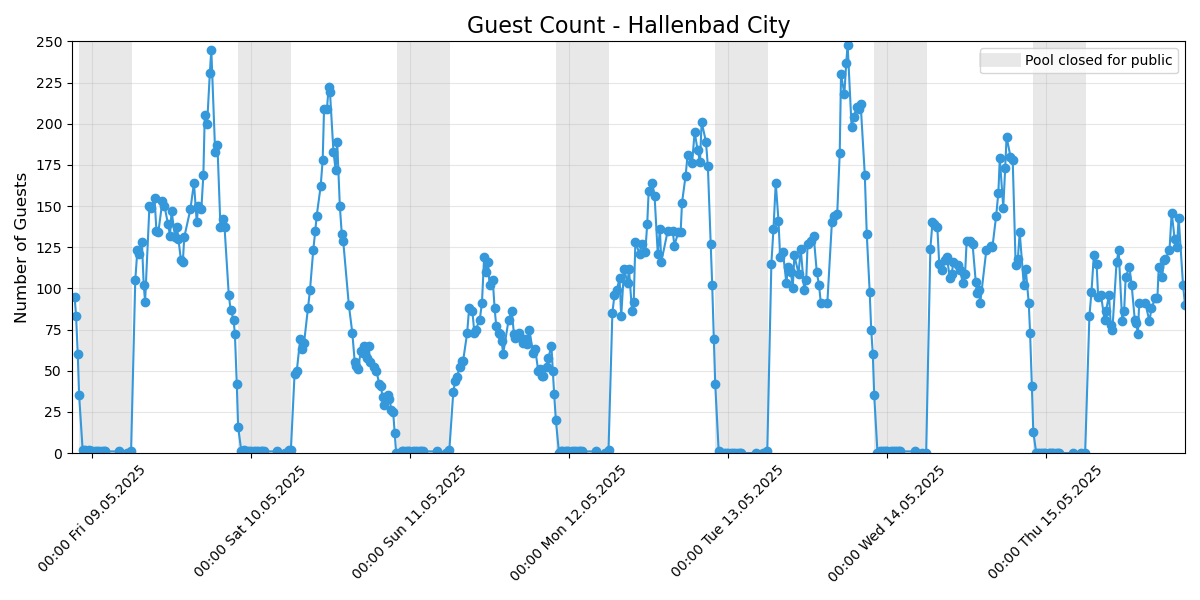 Guest Count - Hallenbad City
Pool closed for public
Number of Guests
250
225
200
175
150
125
100
75
50
25
0
00:00 Fri 09.05.2025
00:00 Sat 10.05.2025
00:00 Sun 11.05.2025
00:00 Mon 12.05.2025
00:00 Tue 13.05.2025
00:00 Wed 14.05.2025
00:00 Thu 15.05.2025